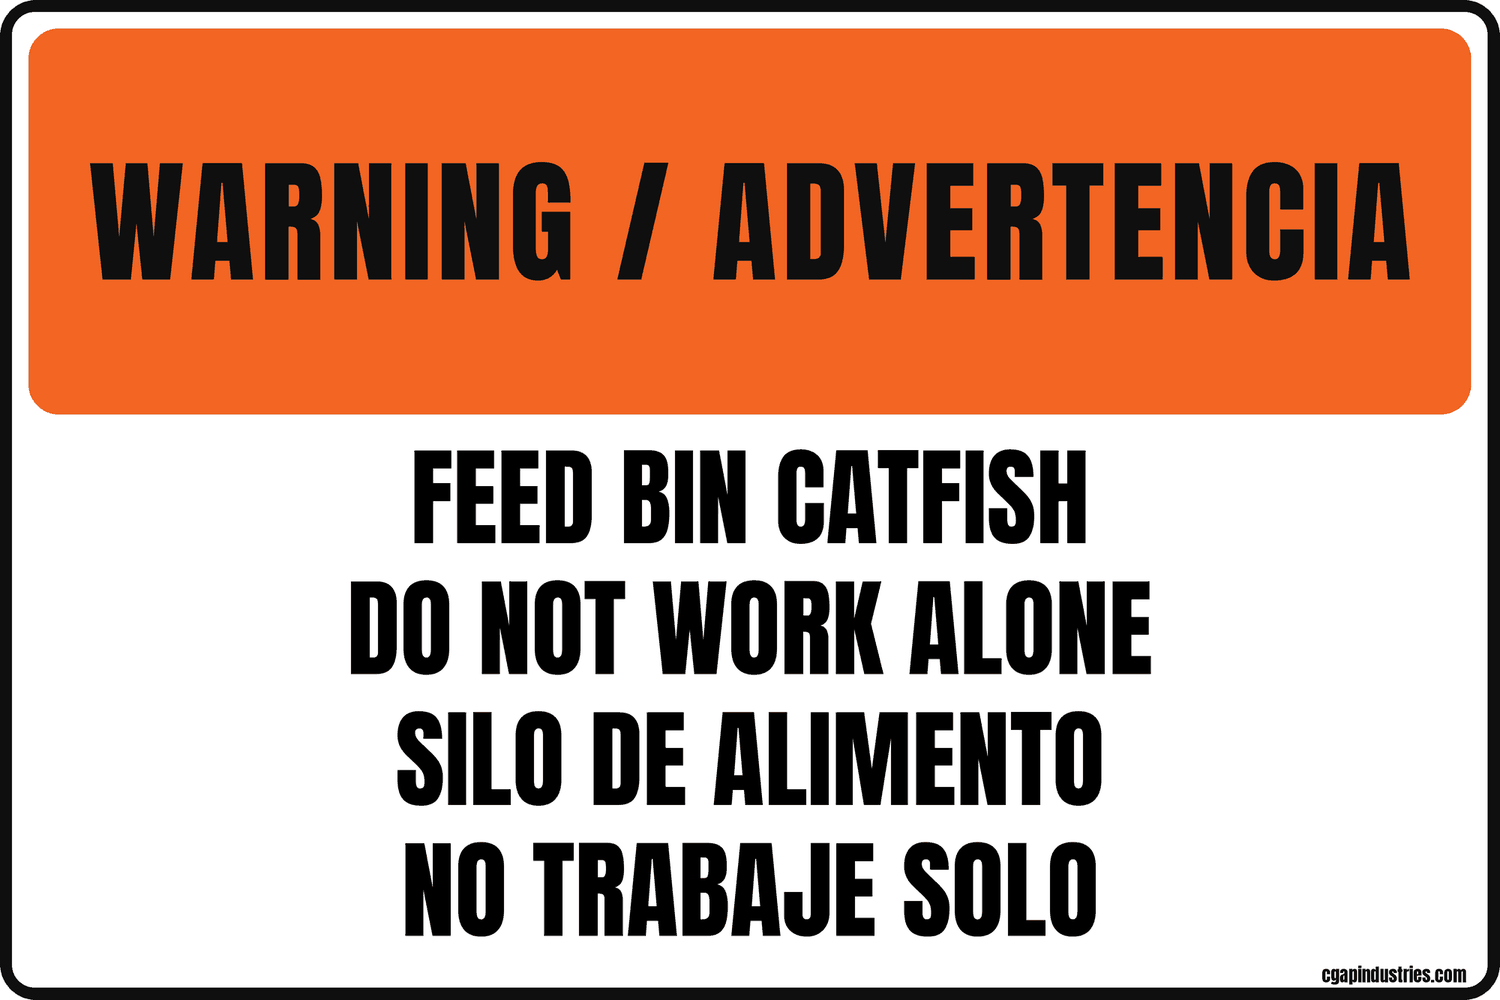 WARNING / ADVERTENCIA
FEED BIN CATFISH
DO NOT WORK ALONE
SILO DE ALIMENTO
NO TRABAJE SOLO
cgapindustries.com